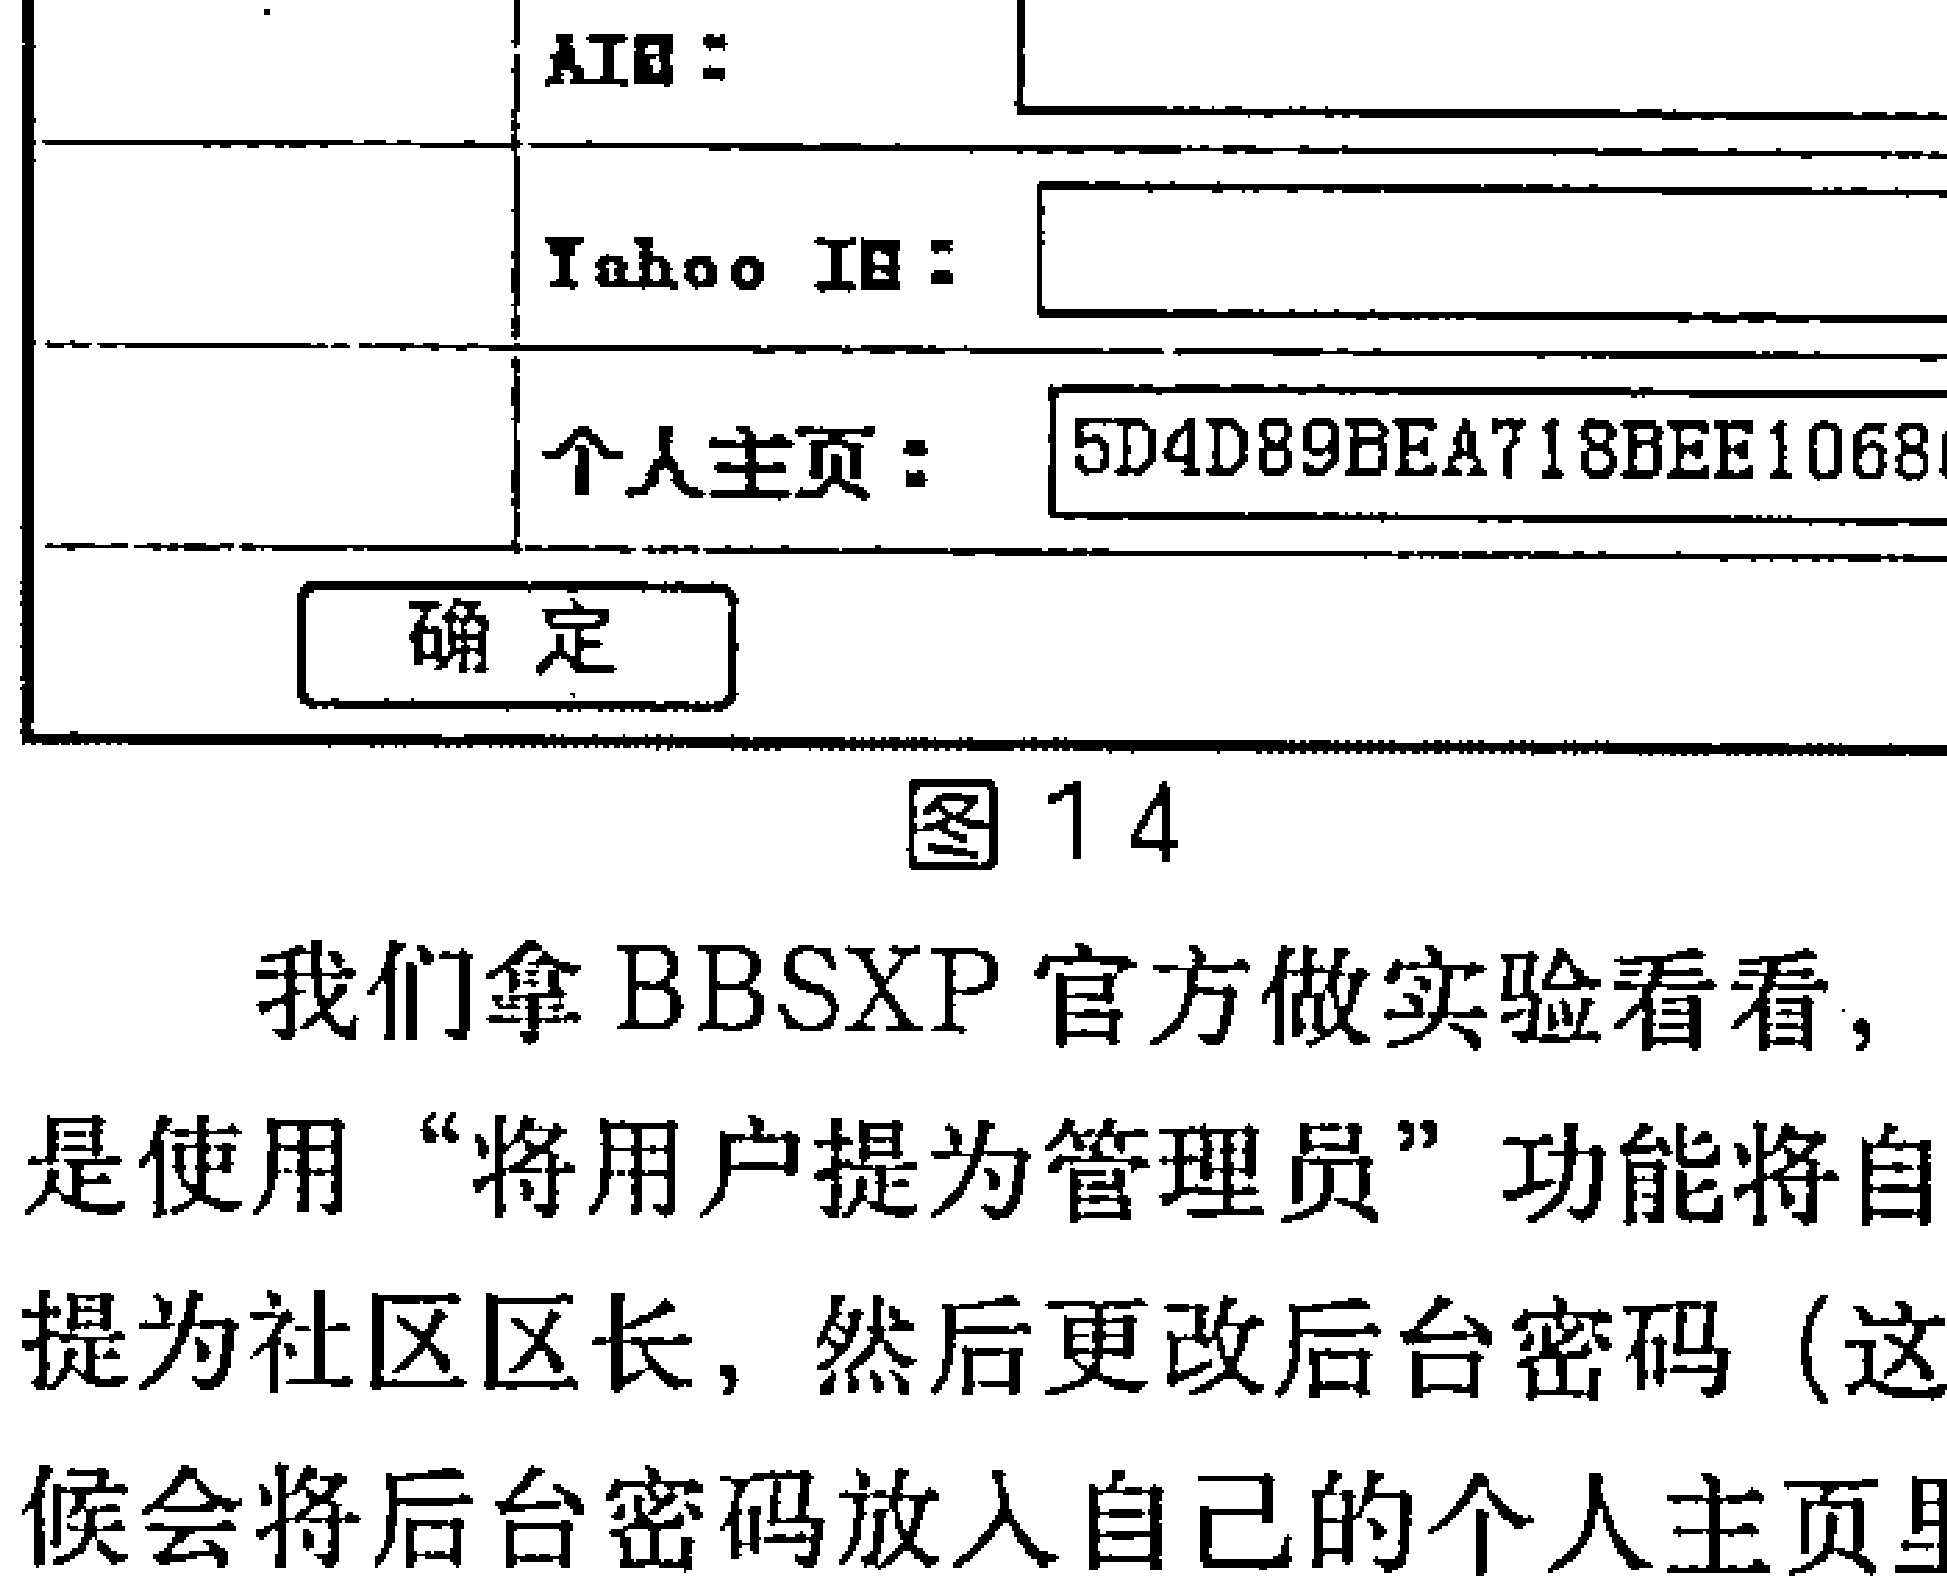 AIM：
Yahoo ID：
个人主页：5D4D89BEA718BEE1068
确 定
图 14
我们拿 BBSXP 官方做实验看看，
是使用“将用户提为管理员”功能将自
提为社区区长，然后更改后台密码（这
候会将后台密码放入自己的个人主页里